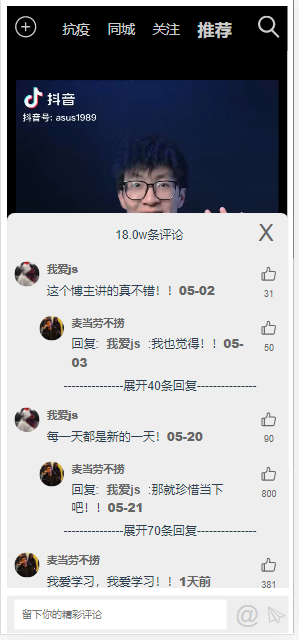 抗疫 同城 关注 推荐
抖音
抖音号: asus1989
18.0w条评论 X
我爱js
这个博主讲的真不错！！05-02
31
麦当劳不捞
回复: 我爱js :我也觉得！！05-
03
50
---------------展开40条回复---------------
我爱js
每一天都是新的一天！05-20
90
麦当劳不捞
回复: 我爱js :那就珍惜当下
吧！！05-21
800
---------------展开70条回复---------------
麦当劳不捞
我爱学习，我爱学习！！1天前
381
留下你的精彩评论 @